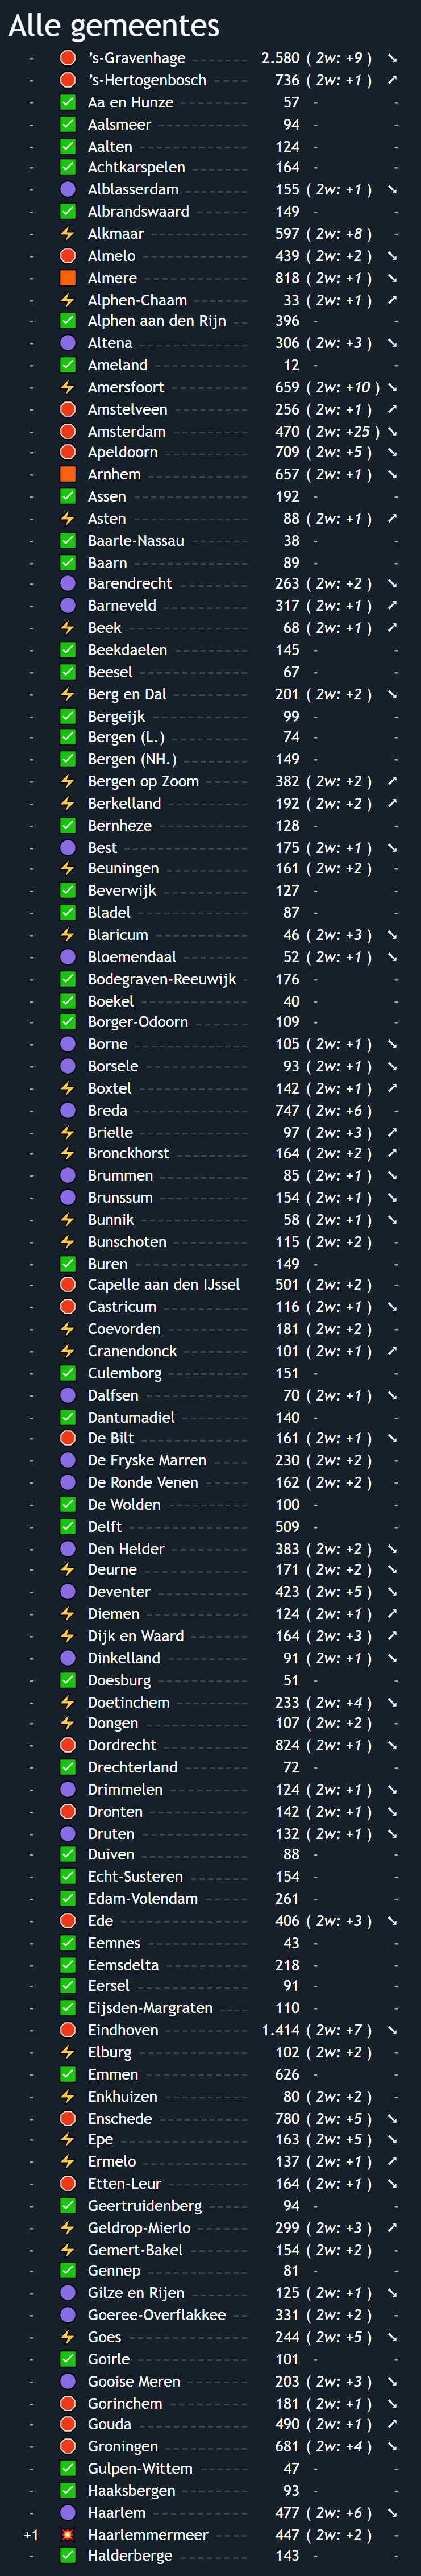 Alle gemeentes
- 's-Gravenhage 2.580 ( 2w: +9 ) ➘
- 's-Hertogenbosch 736 ( 2w: +1 ) ➚
- Aa en Hunze 57 - -
- Aalsmeer 94 - -
- Aalten 124 - -
- Achtkarspelen 164 - -
- Alblasserdam 155 ( 2w: +1 ) ➘
- Albrandswaard 149 - -
- Alkmaar 597 ( 2w: +8 ) -
- Almelo 439 ( 2w: +2 ) ➘
- Almere 818 ( 2w: +1 ) ➘
- Alphen-Chaam 33 ( 2w: +1 ) ➚
- Alphen aan den Rijn 396 - -
- Altena 306 ( 2w: +3 ) ➘
- Ameland 12 - -
- Amersfoort 659 ( 2w: +10 ) ➘
- Amstelveen 256 ( 2w: +1 ) ➚
- Amsterdam 470 ( 2w: +25 ) ➘
- Apeldoorn 709 ( 2w: +5 ) ➘
- Arnhem 657 ( 2w: +1 ) ➘
- Assen 192 - -
- Asten 88 ( 2w: +1 ) ➚
- Baarle-Nassau 38 - -
- Baarn 89 - -
- Barendrecht 263 ( 2w: +2 ) ➘
- Barneveld 317 ( 2w: +1 ) ➚
- Beek 68 ( 2w: +1 ) ➚
- Beekdaelen 145 - -
- Beesel 67 - -
- Berg en Dal 201 ( 2w: +2 ) ➘
- Bergeijk 99 - -
- Bergen (L.) 74 - -
- Bergen (NH.) 149 - -
- Bergen op Zoom 382 ( 2w: +2 ) ➚
- Berkelland 192 ( 2w: +2 ) ➚
- Bernheze 128 - -
- Best 175 ( 2w: +1 ) ➘
- Beuningen 161 ( 2w: +2 ) -
- Beverwijk 127 - -
- Bladel 87 - -
- Blaricum 46 ( 2w: +3 ) ➘
- Bloemendaal 52 ( 2w: +1 ) ➘
- Bodegraven-Reeuwijk 176 - -
- Boekel 40 - -
- Borger-Odoorn 109 - -
- Borne 105 ( 2w: +1 ) ➘
- Borsele 93 ( 2w: +1 ) ➘
- Boxtel 142 ( 2w: +1 ) ➚
- Breda 747 ( 2w: +6 ) -
- Brielle 97 ( 2w: +3 ) ➚
- Bronckhorst 164 ( 2w: +2 ) ➚
- Brummen 85 ( 2w: +1 ) ➘
- Brunssum 154 ( 2w: +1 ) ➘
- Bunnik 58 ( 2w: +1 ) ➘
- Bunschoten 115 ( 2w: +2 ) -
- Buren 149 - -
- Capelle aan den IJssel 501 ( 2w: +2 ) -
- Castricum 116 ( 2w: +1 ) ➘
- Coevorden 181 ( 2w: +2 ) -
- Cranendonck 101 ( 2w: +1 ) ➚
- Culemborg 151 - -
- Dalfsen 70 ( 2w: +1 ) ➘
- Dantumadiel 140 - -
- De Bilt 161 ( 2w: +1 ) ➘
- De Fryske Marren 230 ( 2w: +2 ) -
- De Ronde Venen 162 ( 2w: +2 ) -
- De Wolden 100 - -
- Delft 509 - -
- Den Helder 383 ( 2w: +2 ) ➘
- Deurne 171 ( 2w: +2 ) ➘
- Deventer 423 ( 2w: +5 ) ➘
- Diemen 124 ( 2w: +1 ) ➚
- Dijk en Waard 164 ( 2w: +3 ) ➚
- Dinkelland 91 ( 2w: +1 ) ➘
- Doesburg 51 - -
- Doetinchem 233 ( 2w: +4 ) ➘
- Dongen 107 ( 2w: +2 ) -
- Dordrecht 824 ( 2w: +1 ) ➘
- Drechterland 72 - -
- Drimmelen 124 ( 2w: +1 ) ➘
- Dronten 142 ( 2w: +1 ) ➘
- Druten 132 ( 2w: +1 ) ➘
- Duiven 88 - -
- Echt-Susteren 154 - -
- Edam-Volendam 261 - -
- Ede 406 ( 2w: +3 ) ➘
- Eemnes 43 - -
- Eemsdelta 218 - -
- Eersel 91 - -
- Eijsden-Margraten 110 - -
- Eindhoven 1.414 ( 2w: +7 ) ➘
- Elburg 102 ( 2w: +2 ) -
- Emmen 626 - -
- Enkhuizen 80 ( 2w: +2 ) -
- Enschede 780 ( 2w: +5 ) ➘
- Epe 163 ( 2w: +5 ) ➘
- Ermelo 137 ( 2w: +1 ) ➚
- Etten-Leur 164 ( 2w: +1 ) ➘
- Geertruidenberg 94 - -
- Geldrop-Mierlo 299 ( 2w: +3 ) ➚
- Gemert-Bakel 154 ( 2w: +2 ) -
- Gennep 81 - -
- Gilze en Rijen 125 ( 2w: +1 ) ➘
- Goeree-Overflakkee 331 ( 2w: +2 ) -
- Goes 244 ( 2w: +5 ) ➘
- Goirle 101 - -
- Gooise Meren 203 ( 2w: +3 ) ➘
- Gorinchem 181 ( 2w: +1 ) ➘
- Gouda 490 ( 2w: +1 ) ➚
- Groningen 681 ( 2w: +4 ) ➘
- Gulpen-Wittem 47 - -
- Haaksbergen 93 - -
- Haarlem 477 ( 2w: +6 ) ➘
+1 Haarlemmermeer 447 ( 2w: +2 ) -
- Halderberge 143 - -